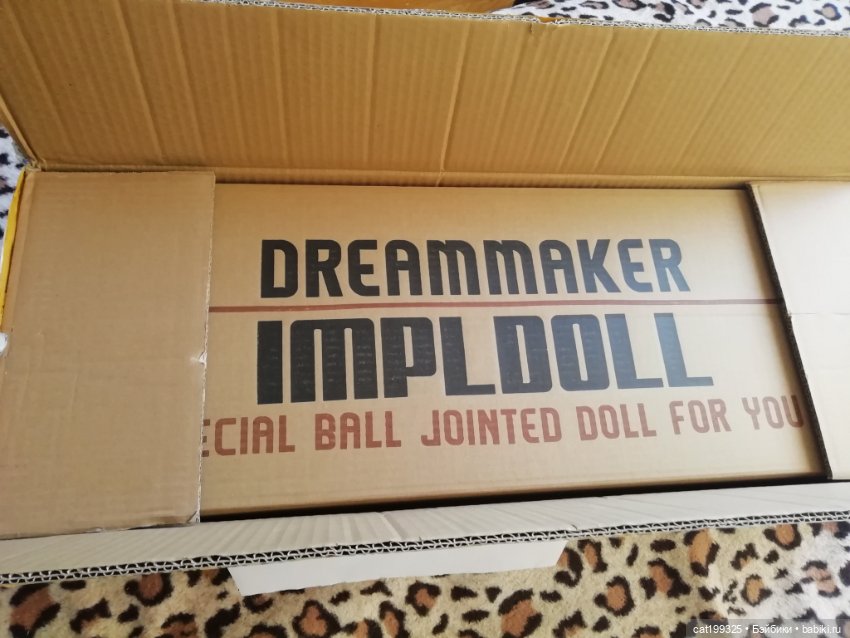 DREAMMAKER
IMPLDOLL
ECIAL BALL JOINTED DOLL FOR YOU
cat199325 • Бэйбики • babiki.ru